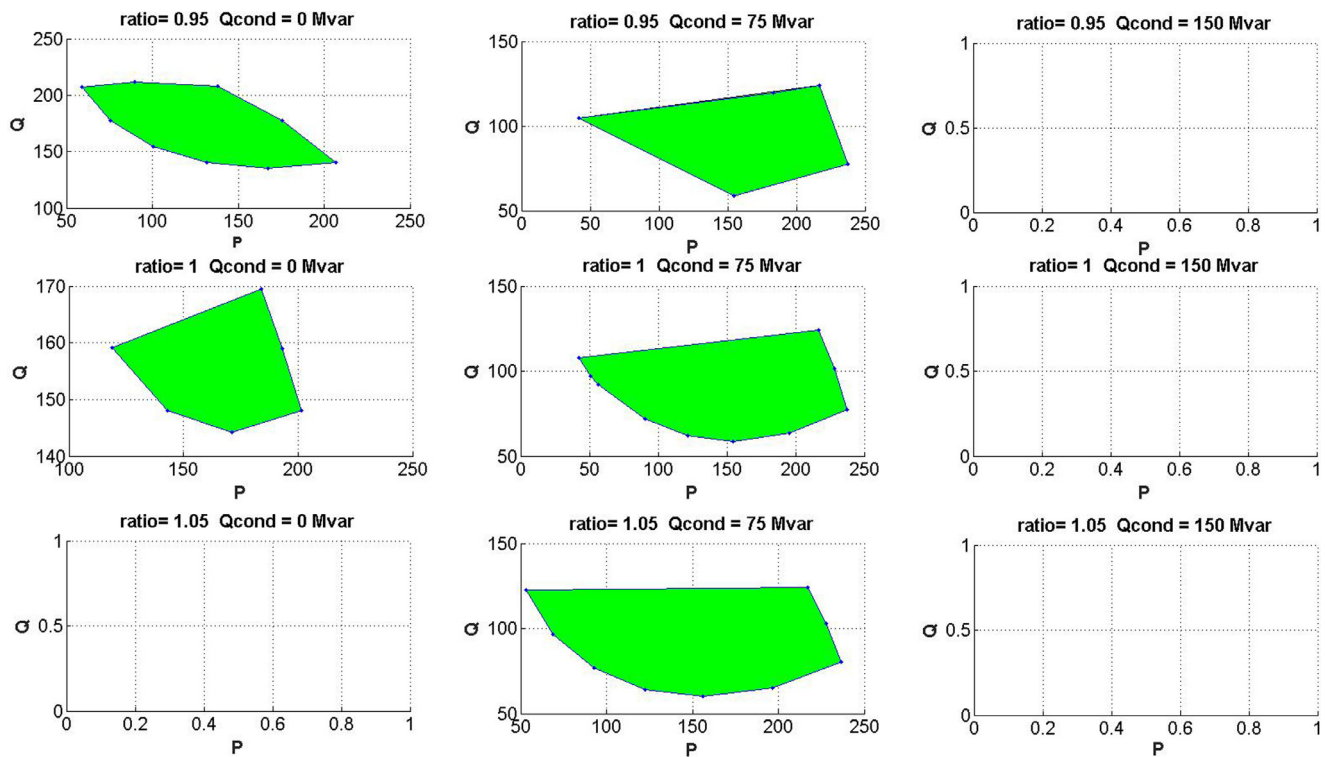 ratio= 0.95 Qcond = 0 Mvar
250
200
150
100
Q
50 100 150 200 250
P
ratio= 0.95 Qcond = 75 Mvar
150
100
50
Q
0 50 100 150 200 250
P
ratio= 0.95 Qcond = 150 Mvar
1
0.5
0
Q
0 0.2 0.4 0.6 0.8 1
P
ratio= 1 Qcond = 0 Mvar
170
160
150
140
Q
100 150 200 250
P
ratio= 1 Qcond = 75 Mvar
150
100
50
Q
0 50 100 150 200 250
P
ratio= 1 Qcond = 150 Mvar
1
0.5
0
Q
0 0.2 0.4 0.6 0.8 1
P
ratio= 1.05 Qcond = 0 Mvar
1
0.5
0
Q
0 0.2 0.4 0.6 0.8 1
P
ratio= 1.05 Qcond = 75 Mvar
150
100
50
Q
50 100 150 200 250
P
ratio= 1.05 Qcond = 150 Mvar
1
0.5
0
Q
0 0.2 0.4 0.6 0.8 1
P